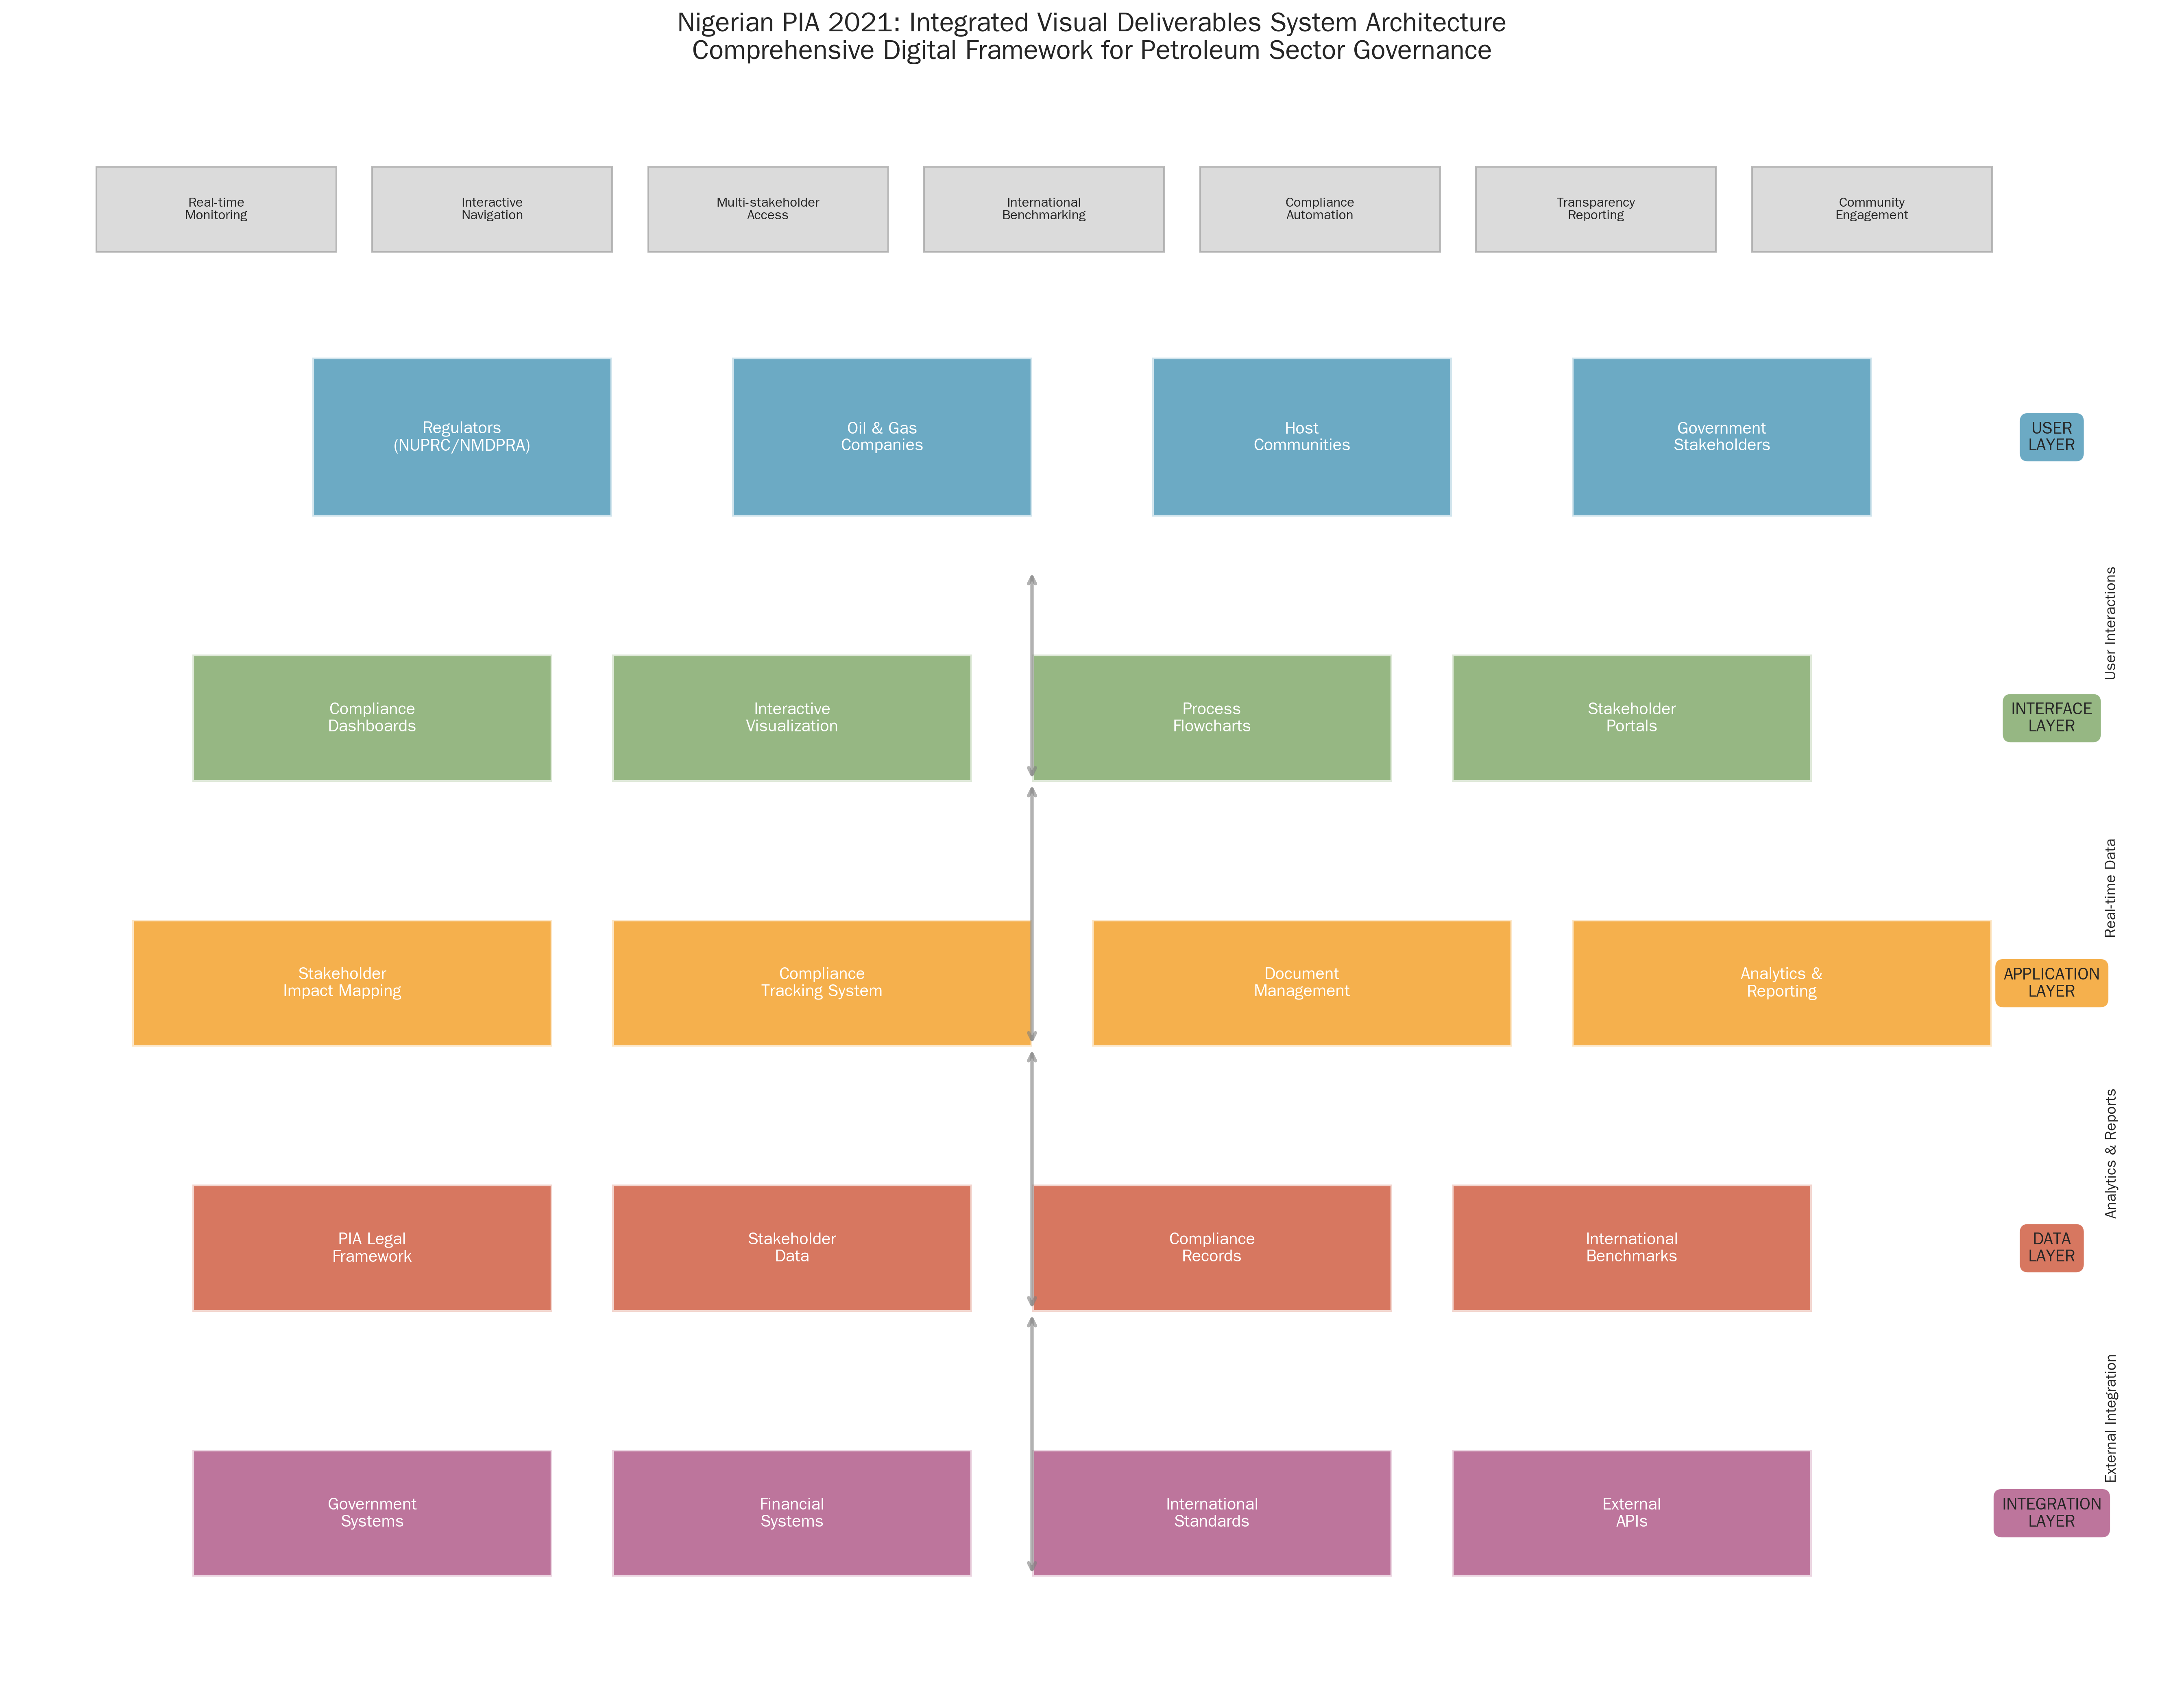 Nigerian PIA 2021: Integrated Visual Deliverables System Architecture
Comprehensive Digital Framework for Petroleum Sector Governance
Real-time
Monitoring
Interactive
Navigation
Multi-stakeholder
Access
International
Benchmarking
Compliance
Automation
Transparency
Reporting
Community
Engagement
Regulators
(NUPRC/NMDPRA)
Oil & Gas
Companies
Host
Communities
Government
Stakeholders
USER
LAYER
User Interactions
Compliance
Dashboards
Interactive
Visualization
Process
Flowcharts
Stakeholder
Portals
INTERFACE
LAYER
Real-time Data
Stakeholder
Impact Mapping
Compliance
Tracking System
Document
Management
Analytics &
Reporting
APPLICATION
LAYER
Analytics & Reports
PIA Legal
Framework
Stakeholder
Data
Compliance
Records
International
Benchmarks
DATA
LAYER
External Integration
Government
Systems
Financial
Systems
International
Standards
External
APIs
INTEGRATION
LAYER